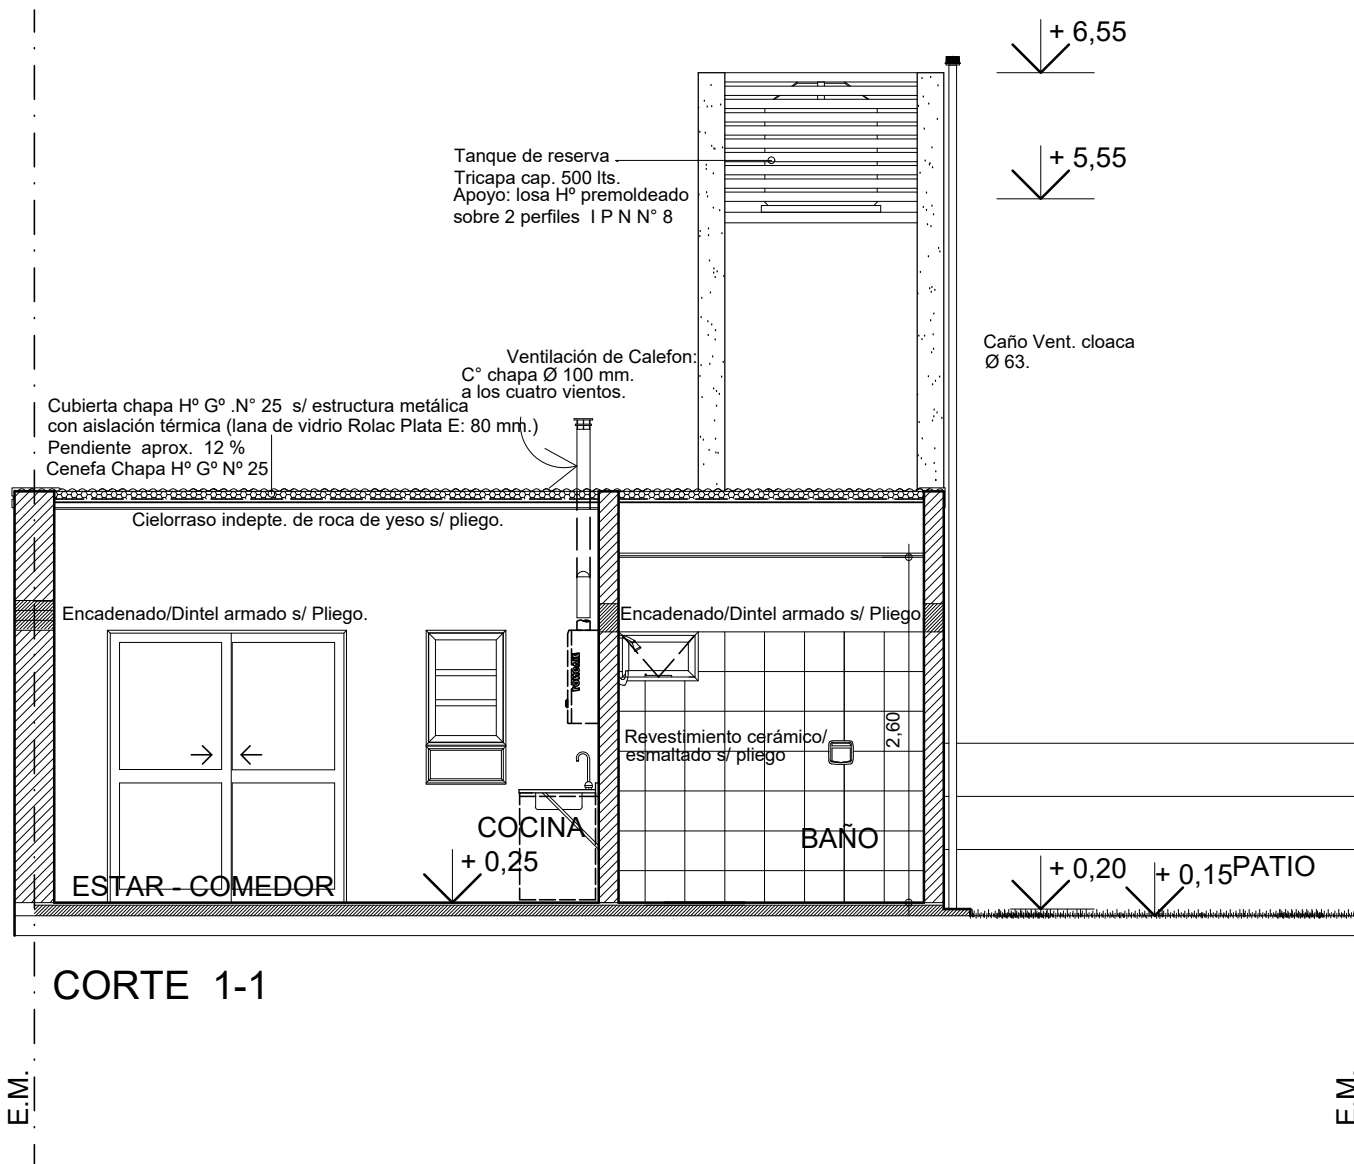 + 6,55
Tanque de reserva
Tricapa cap. 500 lts.
Apoyo: losa Hº premoldeado
sobre 2 perfiles I P N N° 8
+ 5,55
Caño Vent. cloaca
Ø 63.
Ventilación de Calefon:
C° chapa Ø 100 mm.
a los cuatro vientos.
Cubierta chapa Hº Gº .N° 25 s/ estructura metálica
con aislación térmica (lana de vidrio Rolac Plata E: 80 mm.)
Pendiente aprox. 12 %
Cenefa Chapa Hº Gº Nº 25
Cielorraso indepte. de roca de yeso s/ pliego.
Encadenado/Dintel armado s/ Pliego.
Encadenado/Dintel armado s/ Pliego
Revestimiento cerámico/
esmaltado s/ pliego
2,60
COCINA
BAÑO
+ 0,25
ESTAR - COMEDOR
+ 0,20
+ 0,15
PATIO
CORTE 1-1
E.M.
E.M.